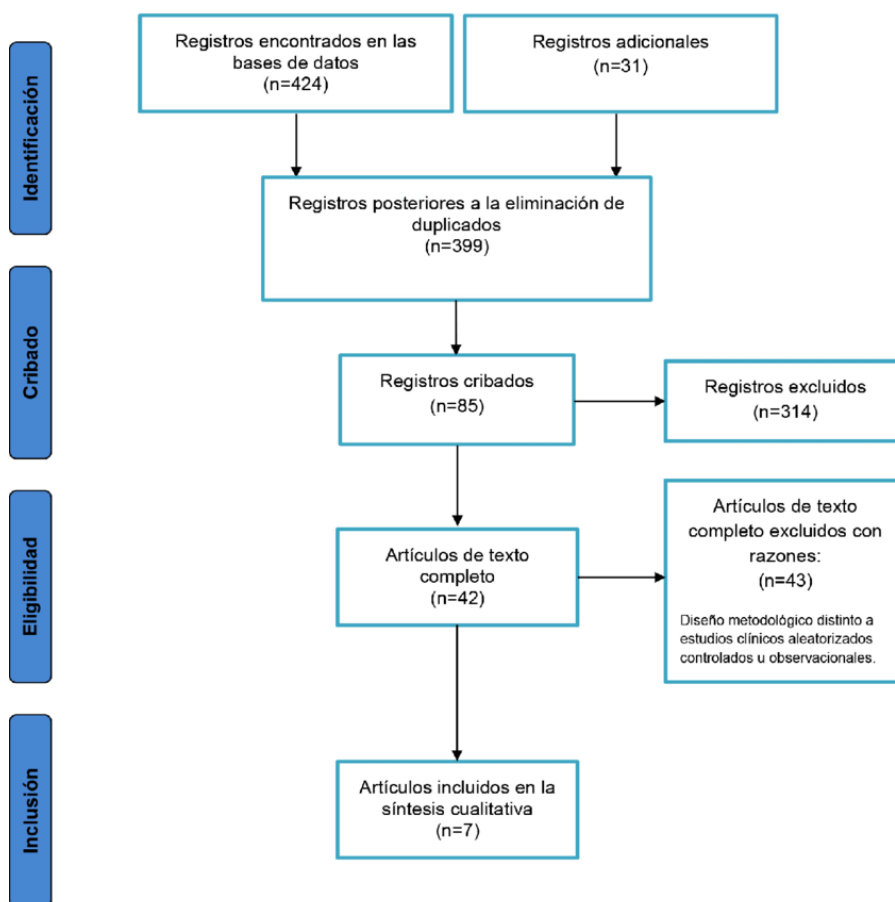 Identificación
Registros encontrados en las
bases de datos
(n=424)
Registros adicionales
(n=31)
Registros posteriores a la eliminación de
duplicados
(n=399)
Cribado
Registros cribados
(n=85)
Registros excluidos
(n=314)
Eligibilidad
Artículos de texto
completo
(n=42)
Artículos de texto
completo excluidos con
razones:
(n=43)
Diseño metodológico distinto a
estudios clínicos aleatorizados
controlados u observacionales.
Inclusión
Artículos incluidos en la
síntesis cualitativa
(n=7)